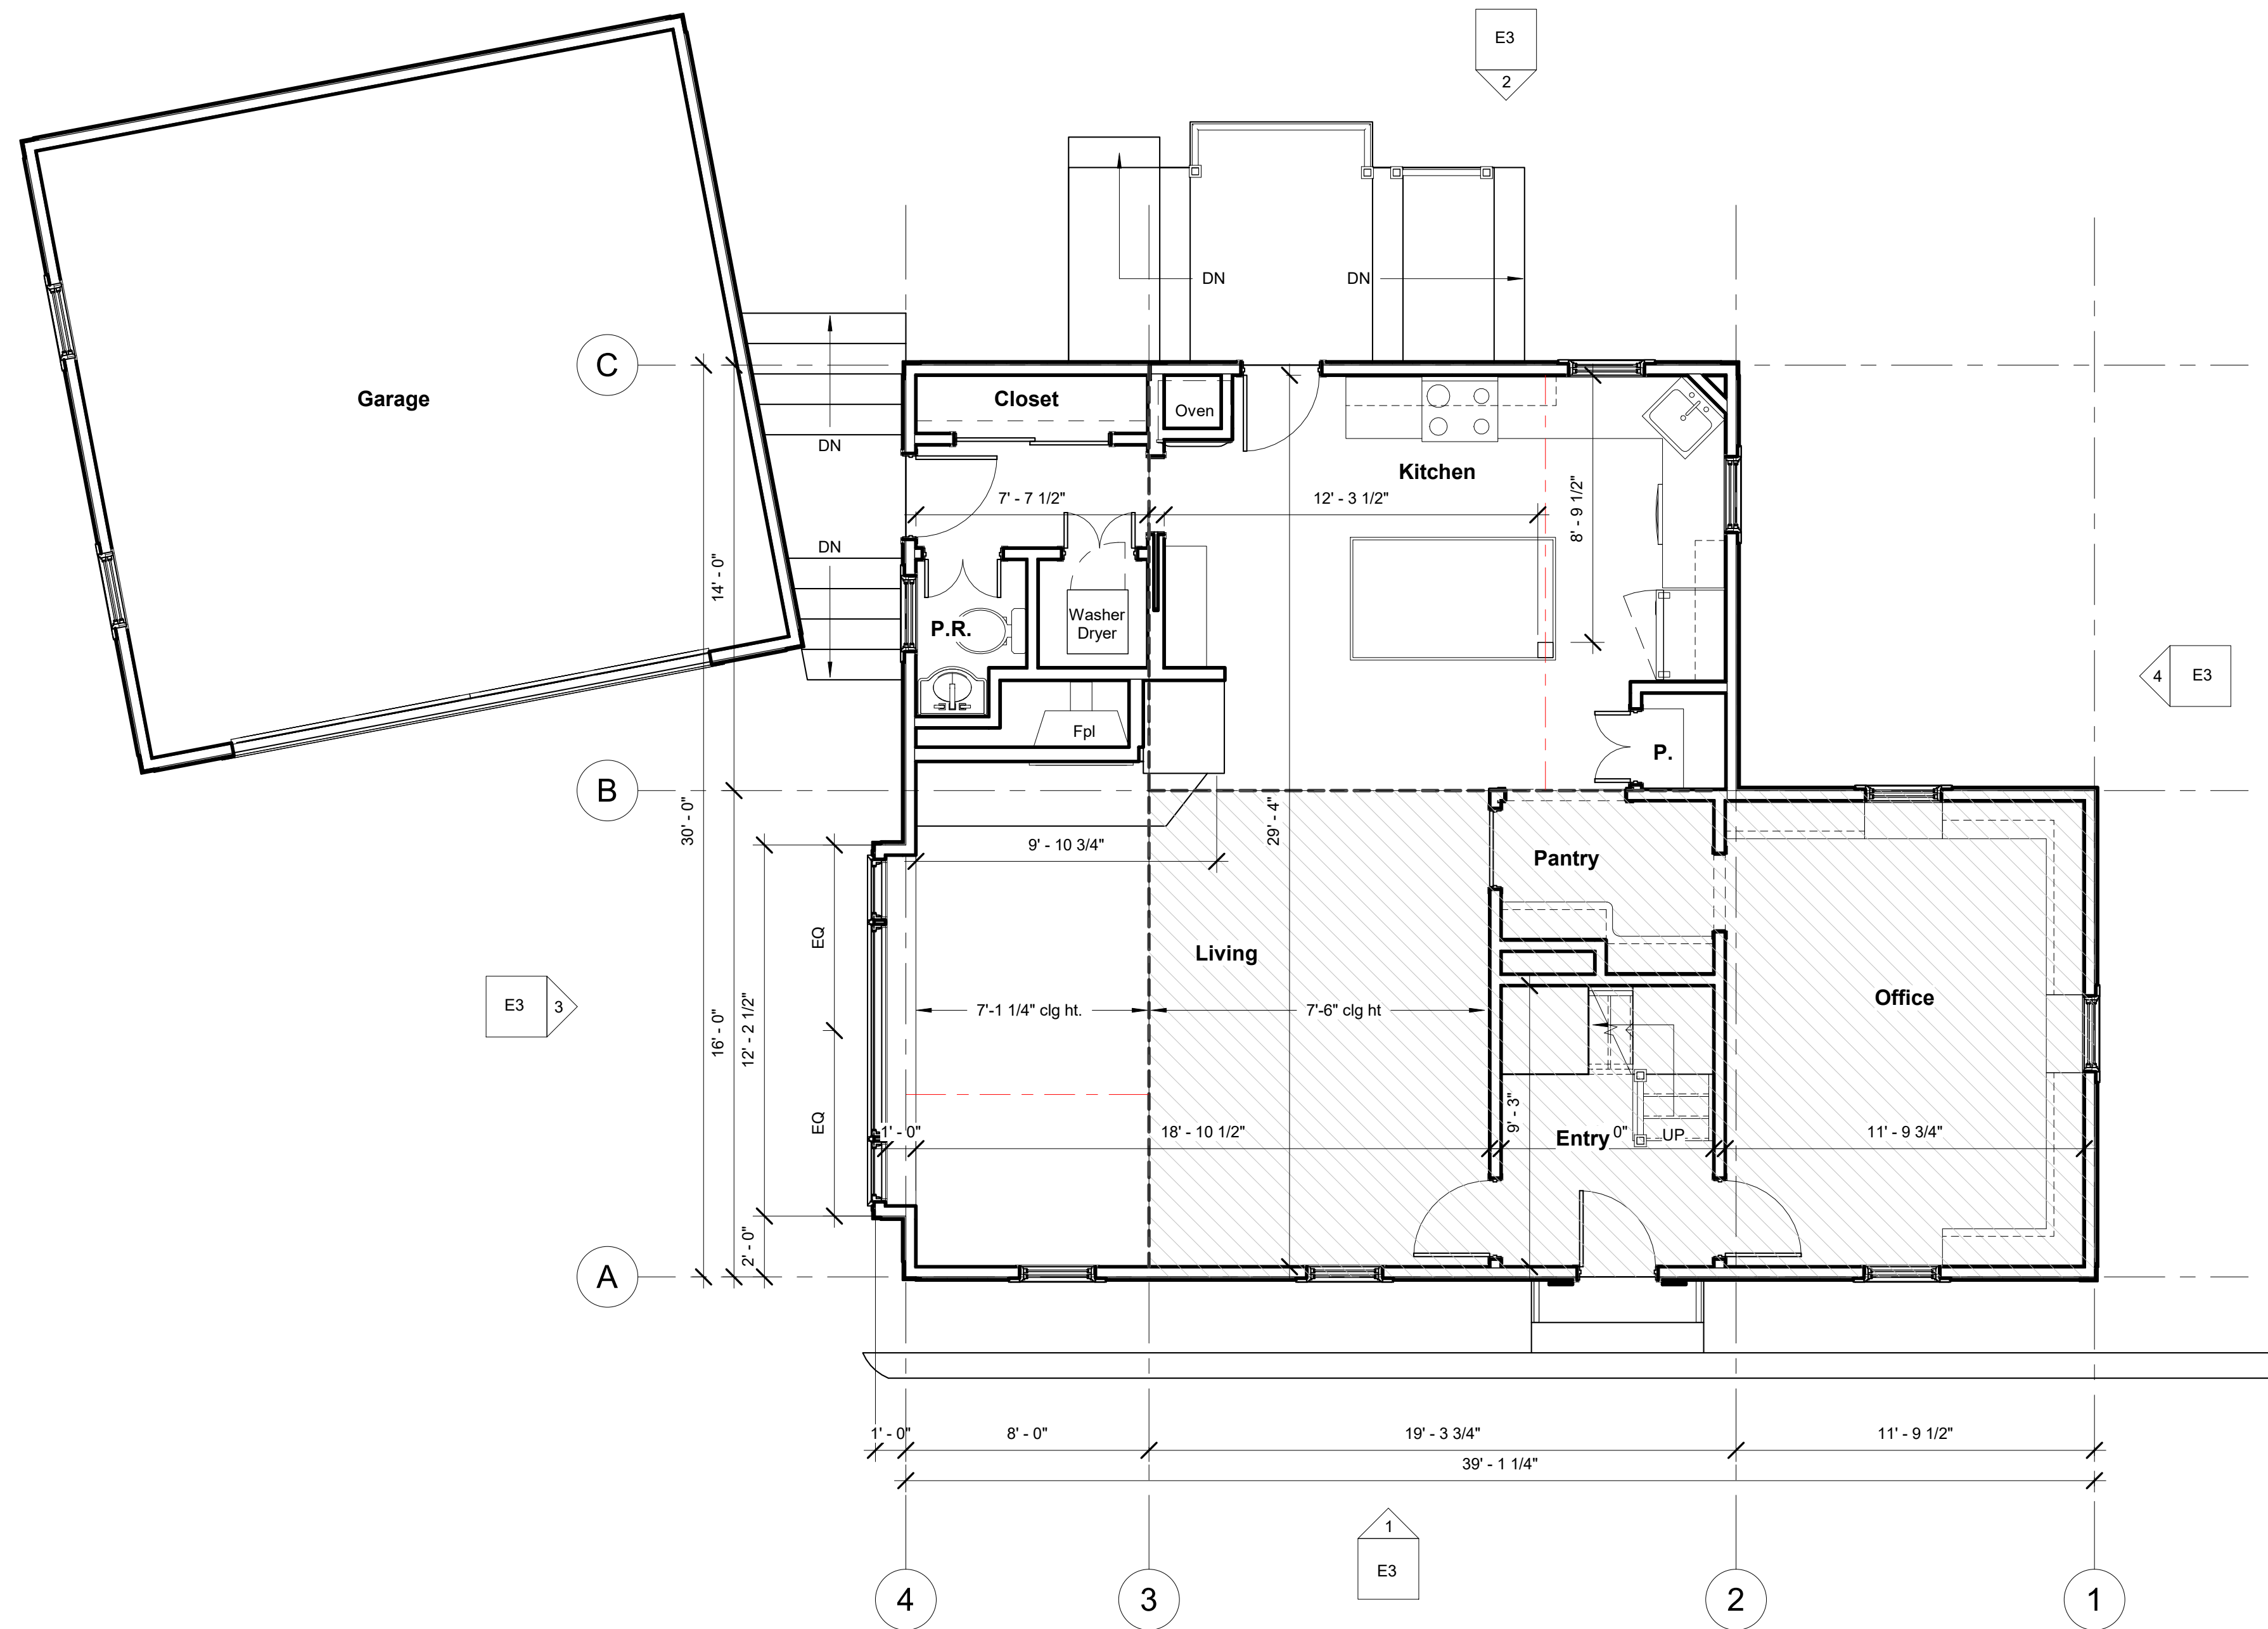 E3
2
DN
DN
C
Garage
Closet
Oven
DN
Kitchen
7' - 7 1/2"
12' - 3 1/2"
8' - 9 1/2"
DN
14' - 0"
P.R.
Washer
Dryer
4
E3
Fpl
P.
B
30' - 0"
29' - 4"
9' - 10 3/4"
Pantry
EQ
Living
Office
E3
3
7'-1 1/4" clg ht.
7'-6" clg ht
16' - 0"
12' - 2 1/2"
EQ
9' - 3"
1' - 0"
18' - 10 1/2"
Entry
0"
UP
11' - 9 3/4"
2' - 0"
A
1' - 0"
8' - 0"
19' - 3 3/4"
11' - 9 1/2"
39' - 1 1/4"
1
E3
4
3
2
1